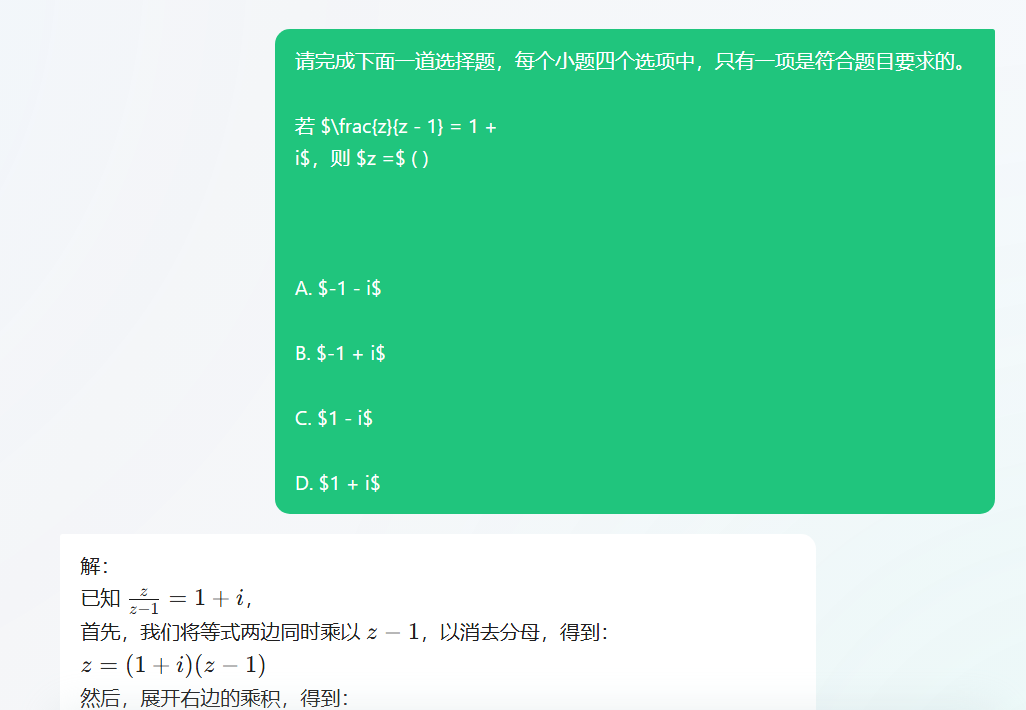 请完成下面一道选择题，每个小题四个选项中，只有一项是符合题目要求的。
若 $\frac{z}{z - 1} = 1 +
i$，则 $z =$ ( )
A. $-1 - i$
B. $-1 + i$
C. $1 - i$
D. $1 + i$
解：
已知 \frac{z}{z-1} = 1 + i,
首先，我们将等式两边同时乘以 z − 1，以消去分母，得到：
z = (1 + i)(z − 1)
然后，展开右边的乘积，得到：